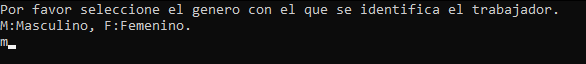 Por favor seleccione el genero con el que se identifica el trabajador.
M:Masculino, F:Femenino.
m